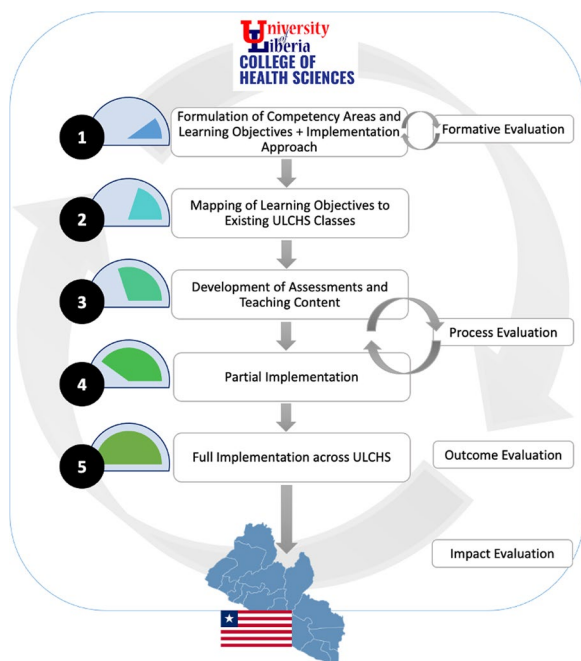 University
of
Liberia
COLLEGE OF
HEALTH SCIENCES
1
Formulation of Competency Areas and
Learning Objectives + Implementation
Approach
Formative Evaluation
2
Mapping of Learning Objectives to
Existing ULCHS Classes
3
Development of Assessments and
Teaching Content
Process Evaluation
4
Partial Implementation
5
Full Implementation across ULCHS
Outcome Evaluation
Impact Evaluation